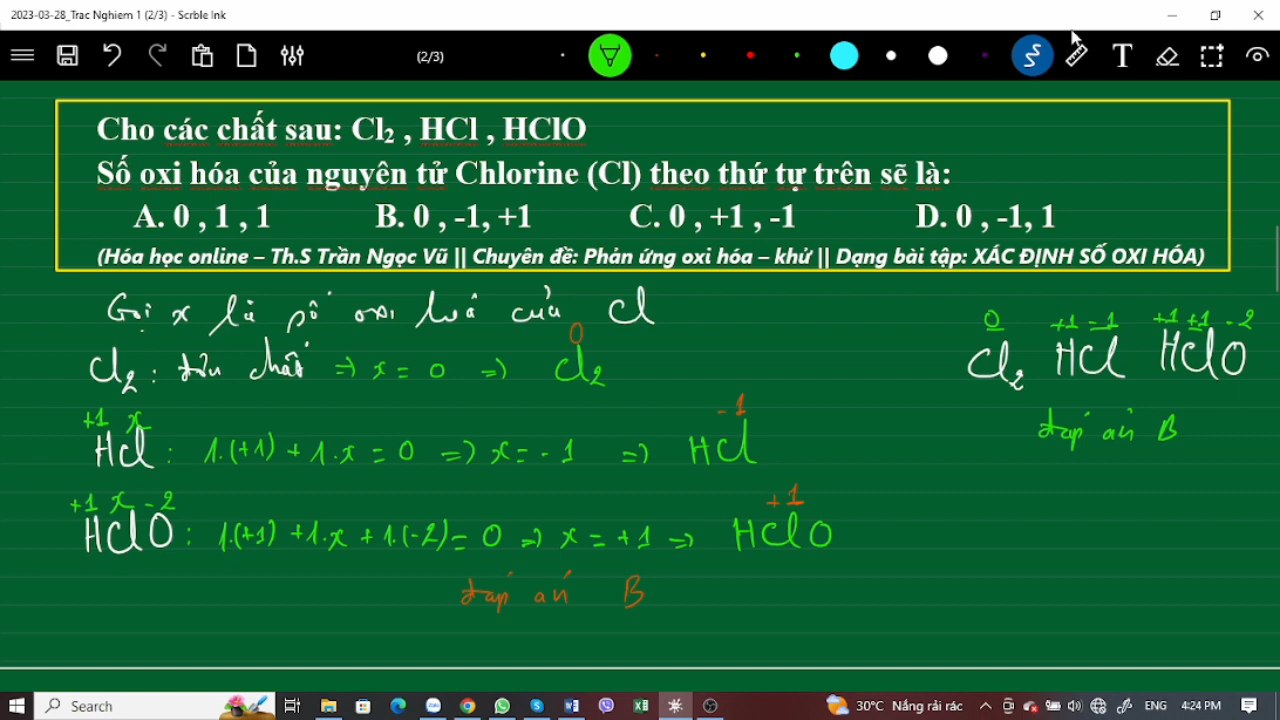 2023-03-28_Trac Nghiem 1 (2/3) - Scrble Ink
(2/3)
T
Cho các chất sau: Cl₂ , HCl , HClO
Số oxi hóa của nguyên tử Chlorine (Cl) theo thứ tự trên sẽ là:
A. 0 , 1 , 1 B. 0 , -1, +1 C. 0 , +1 , -1 D. 0 , -1, 1
(Hóa học online – Th.S Trần Ngọc Vũ || Chuyên đề: Phản ứng oxi hóa – khử || Dạng bài tập: XÁC ĐỊNH SỐ OXI HÓA)
Gọi x là số oxi hoá của Cl
0
Cl₂ : đơn chất => x = 0 => Cl₂
+1 x -1
HCl : 1.(+1) + 1.x = 0 => x = -1 => HCl
+1 x -2 +1
HClO : 1.(+1) + 1.x + 1.(-2) = 0 => x = +1 => HClO
đáp án B
0 +1 -1 +1 +1 -2
Cl₂ HCl HClO
đáp án B
Search
30°C Nắng rải rác
ENG
4:24 PM